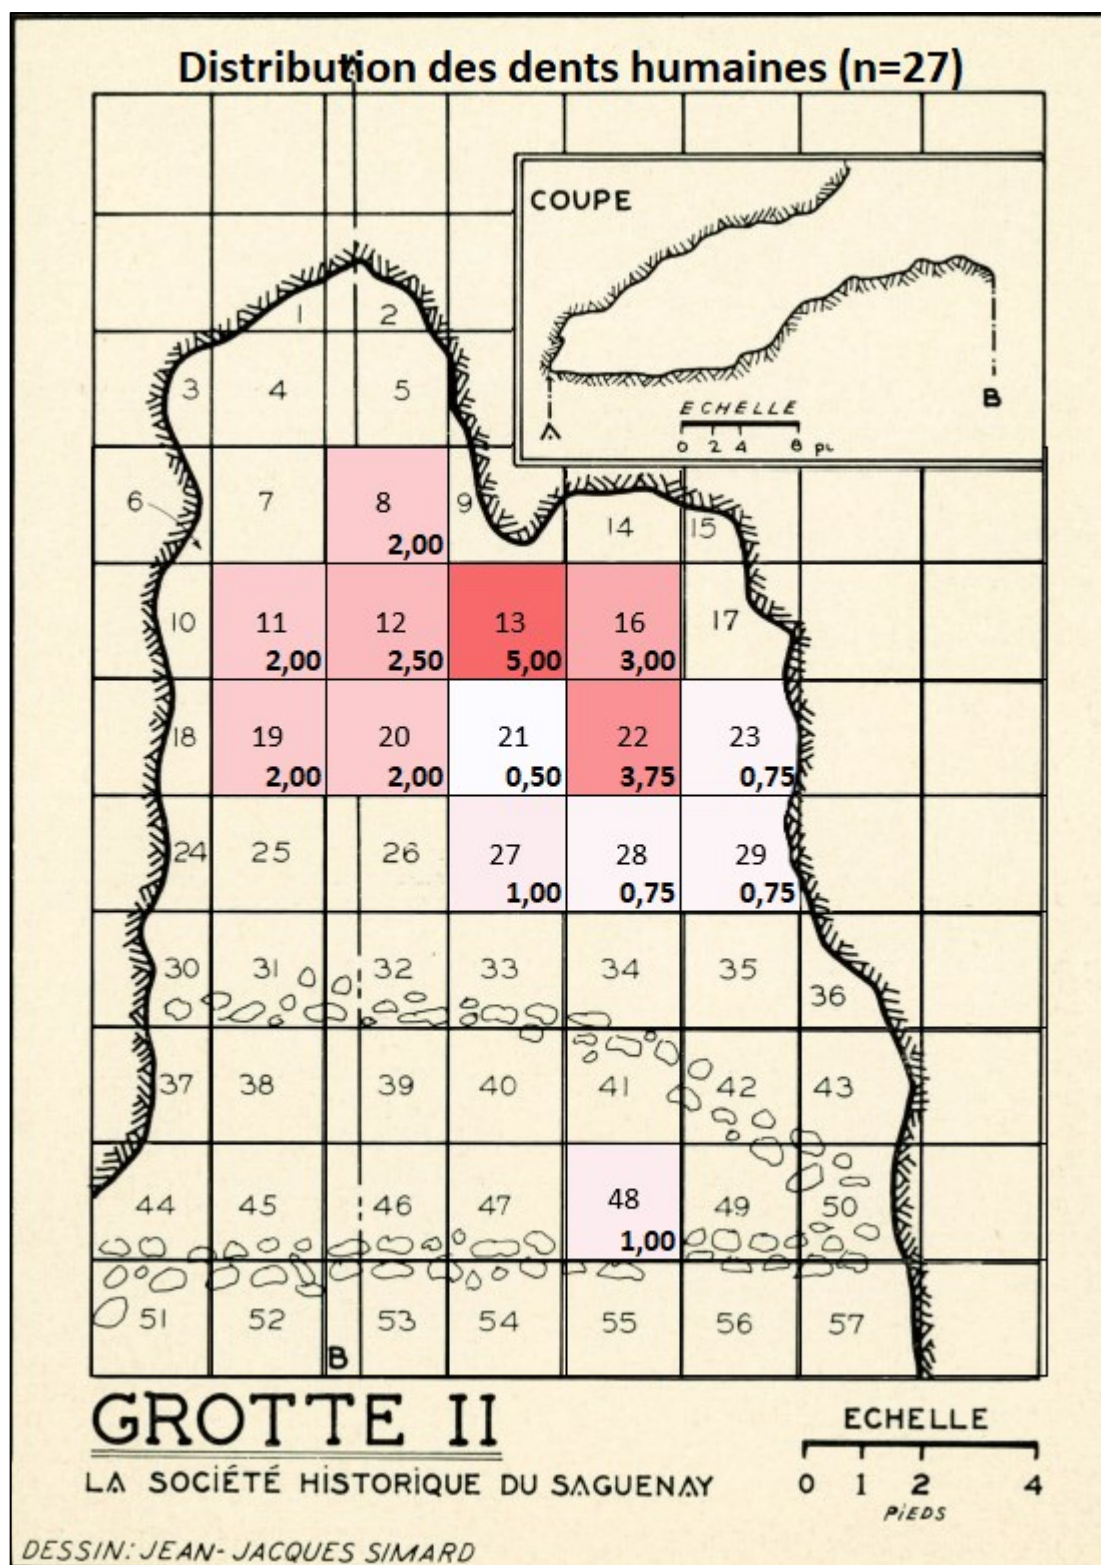 Distribution des dents humaines (n=27)
COUPE
1 2
3 4 5
ECHELLE
0 2 4 8 pi.
A
B
6 7 8 9 14 15
2,00
10 11 12 13 16 17
2,00 2,50 5,00 3,00
18 19 20 21 22 23
2,00 2,00 0,50 3,75 0,75
24 25 26 27 28 29
1,00 0,75 0,75
30 31 32 33 34 35 36
37 38 39 40 41 42 43
44 45 46 47 48 49 50
1,00
51 52 53 54 55 56 57
B
GROTTE II
LA SOCIÉTÉ HISTORIQUE DU SAGUENAY
ECHELLE
0 1 2 4
PIEDS
DESSIN: JEAN-JACQUES SIMARD